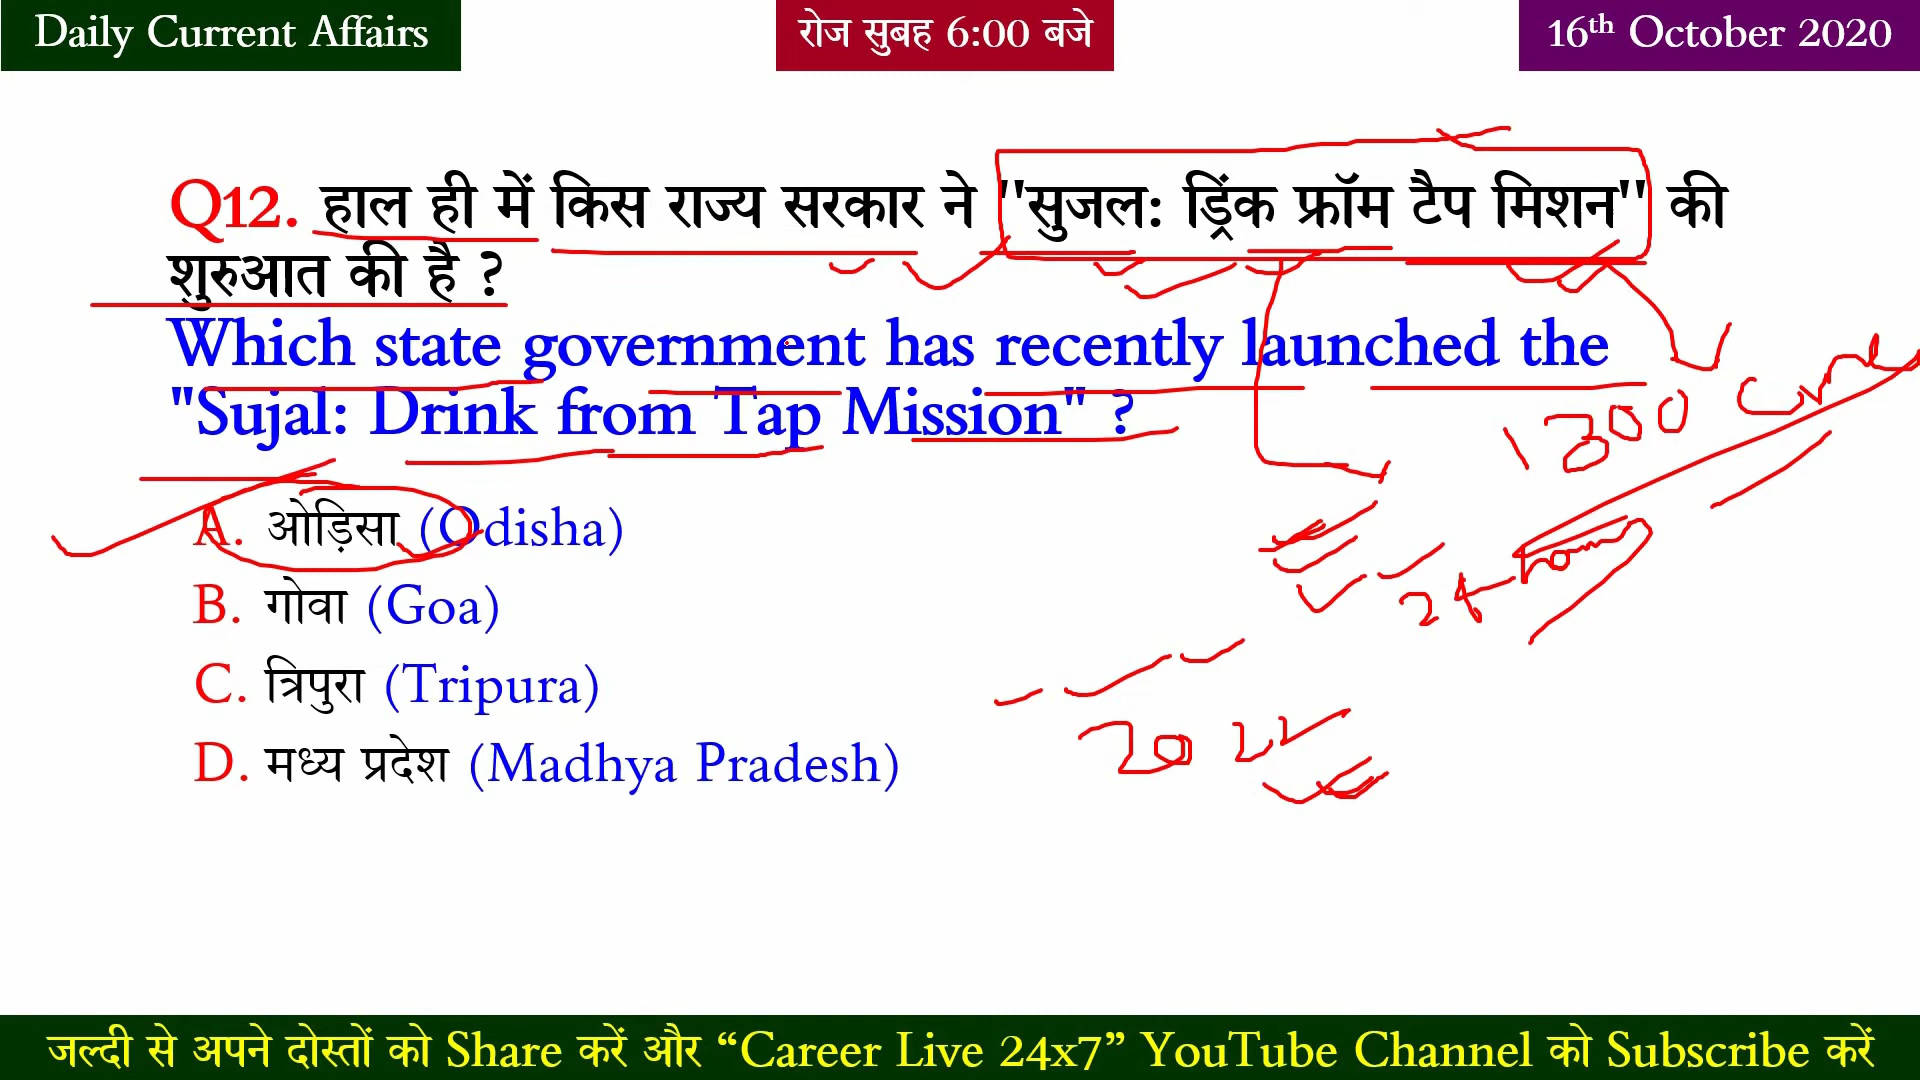 Daily Current Affairs
रोज सुबह 6:00 बजे
16th October 2020
Q12. हाल ही में किस राज्य सरकार ने "सुजल: ड्रिंक फ्रॉम टैप मिशन" की
शुरुआत की है ?
Which state government has recently launched the
"Sujal: Drink from Tap Mission" ?
1300 
A. ओड़िसा (Odisha)
24 hours
B. गोवा (Goa)
C. त्रिपुरा (Tripura)
2022
D. मध्य प्रदेश (Madhya Pradesh)
जल्दी से अपने दोस्तों को Share करें और “Career Live 24x7” YouTube Channel को Subscribe करें